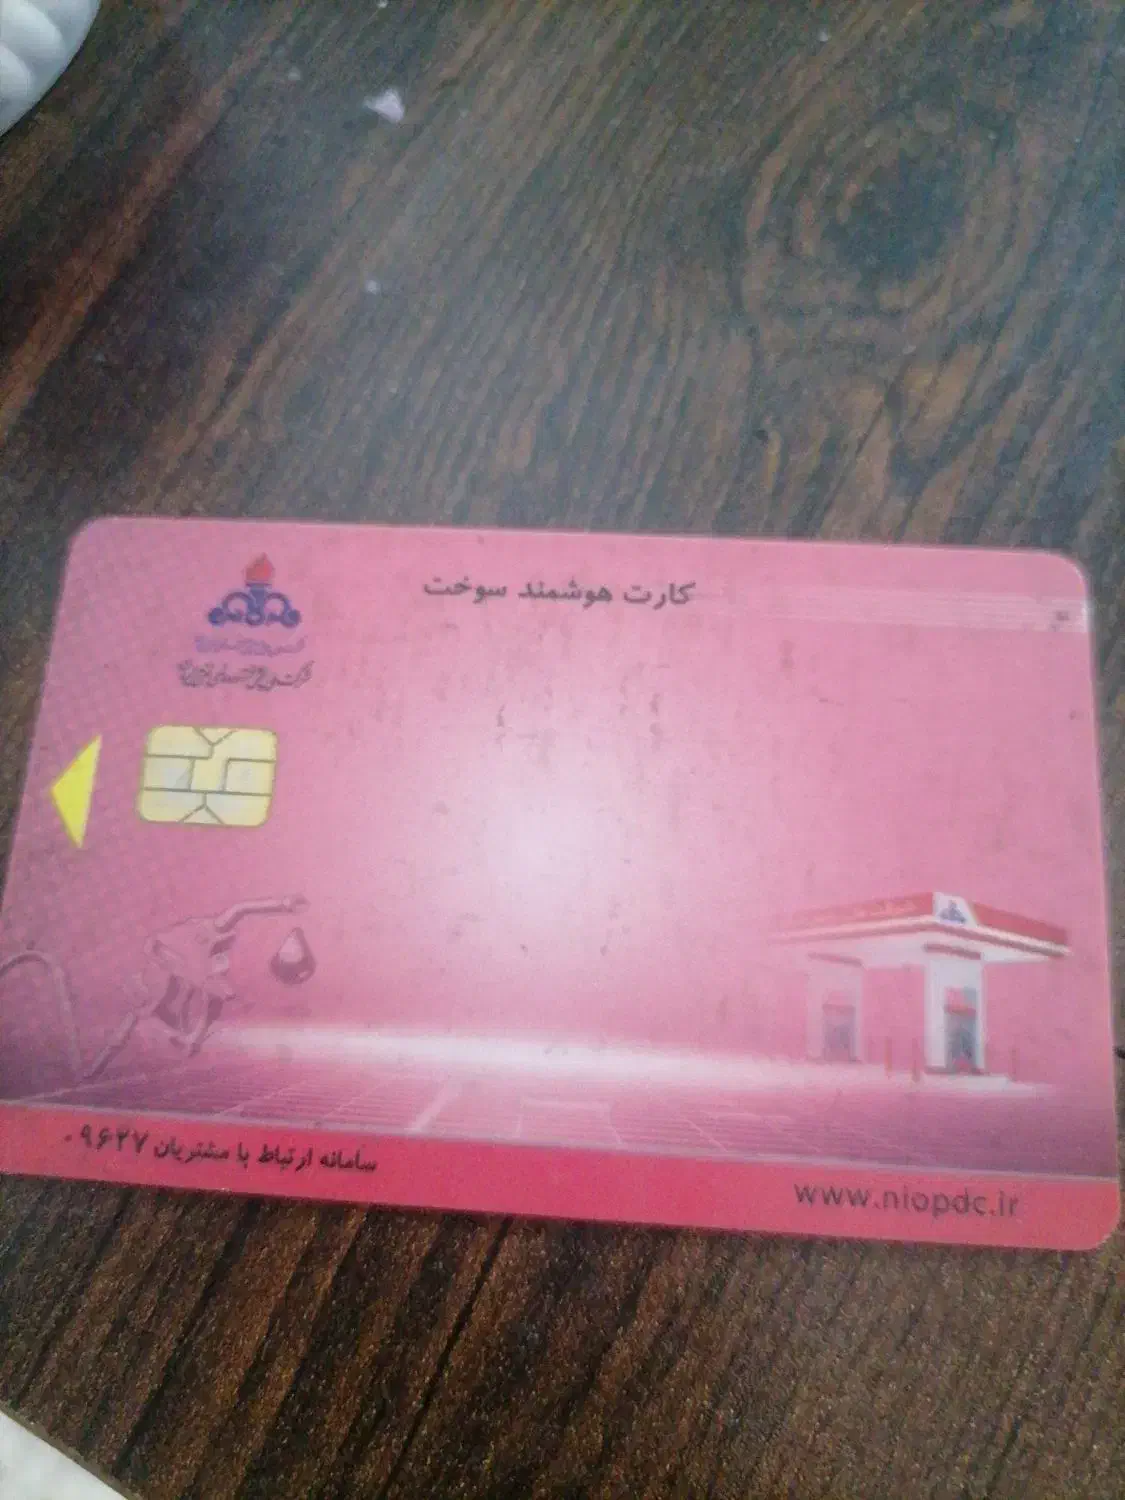 کارت هوشمند سوخت
سامانه ارتباط با مشتریان ۰۹۶۲۷
www.niopdc.ir